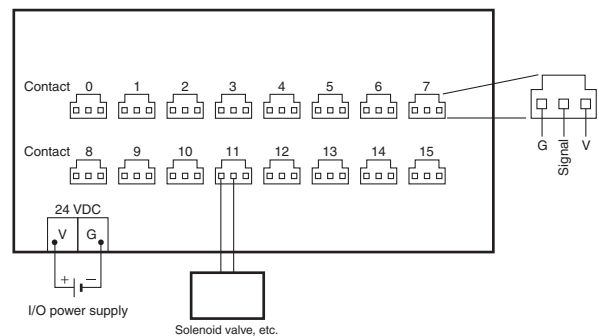 Contact 0 1 2 3 4 5 6 7
G Signal V
Contact 8 9 10 11 12 13 14 15
24 VDC
V G
+ −
I/O power supply
Solenoid valve, etc.